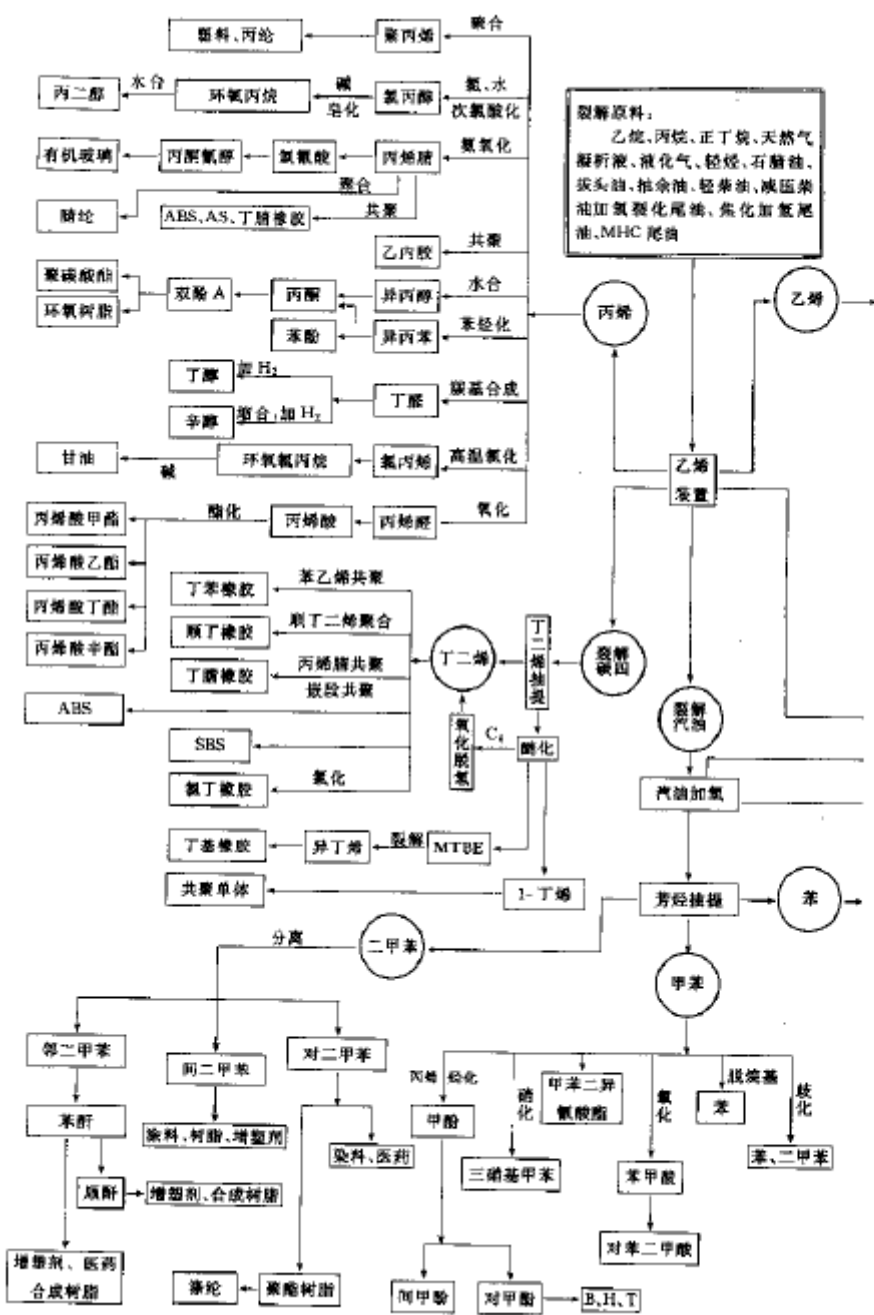 塑料、丙纶
聚丙烯
聚合
丙二醇
水合
环氧丙烷
碱
皂化
氯丙醇
氯、水
次氯酸化
有机玻璃
丙酮氰醇
氢氰酸
丙烯腈
氨氧化
聚合
腈纶
ABS、AS、丁腈橡胶
共聚
乙丙胶
共聚
聚碳酸酯
环氧树脂
双酚 A
丙酮
异丙醇
水合
苯酚
异丙苯
苯烃化
丁醇
加 H₂
辛醇
缩合,加 H₂
丁醛
羰基合成
甘油
碱
环氧氯丙烷
氯丙烯
高温氯化
丙烯酸甲酯
酯化
丙烯酸
丙烯醛
氧化
丙烯酸乙酯
丙烯酸丁酯
丙烯酸辛酯
裂解原料:
乙烷、丙烷、正丁烷、天然气
凝析液、液化气、轻烃、石脑油、
拔头油、抽余油、轻柴油、减压柴
油加氢裂化尾油、焦化加氢尾
油、MHC 尾油
丙烯
乙烯
乙烯
装置
丁苯橡胶
苯乙烯共聚
顺丁橡胶
顺丁二烯聚合
丁腈橡胶
丙烯腈共聚
嵌段共聚
ABS
SBS
氯丁橡胶
氯化
丁二烯
丁二烯抽提
裂解
碳四
氧化脱氢
C₄
醚化
裂解
汽油
汽油加氢
丁基橡胶
异丁烯
裂解
MTBE
共聚单体
1-丁烯
芳烃抽提
苯
分离
二甲苯
甲苯
邻二甲苯
间二甲苯
对二甲苯
苯酐
涂料、树脂、增塑剂
染料、医药
顺酐
增塑剂、合成树脂
增塑剂、医药
合成树脂
涤纶
聚酯树脂
丙烯 烃化
甲酚
硝化
三硝基甲苯
甲苯二异
氰酸酯
氧化
苯甲酸
对苯二甲酸
脱烷基
苯
歧化
苯、二甲苯
间甲酚
对甲酚
B、H、T